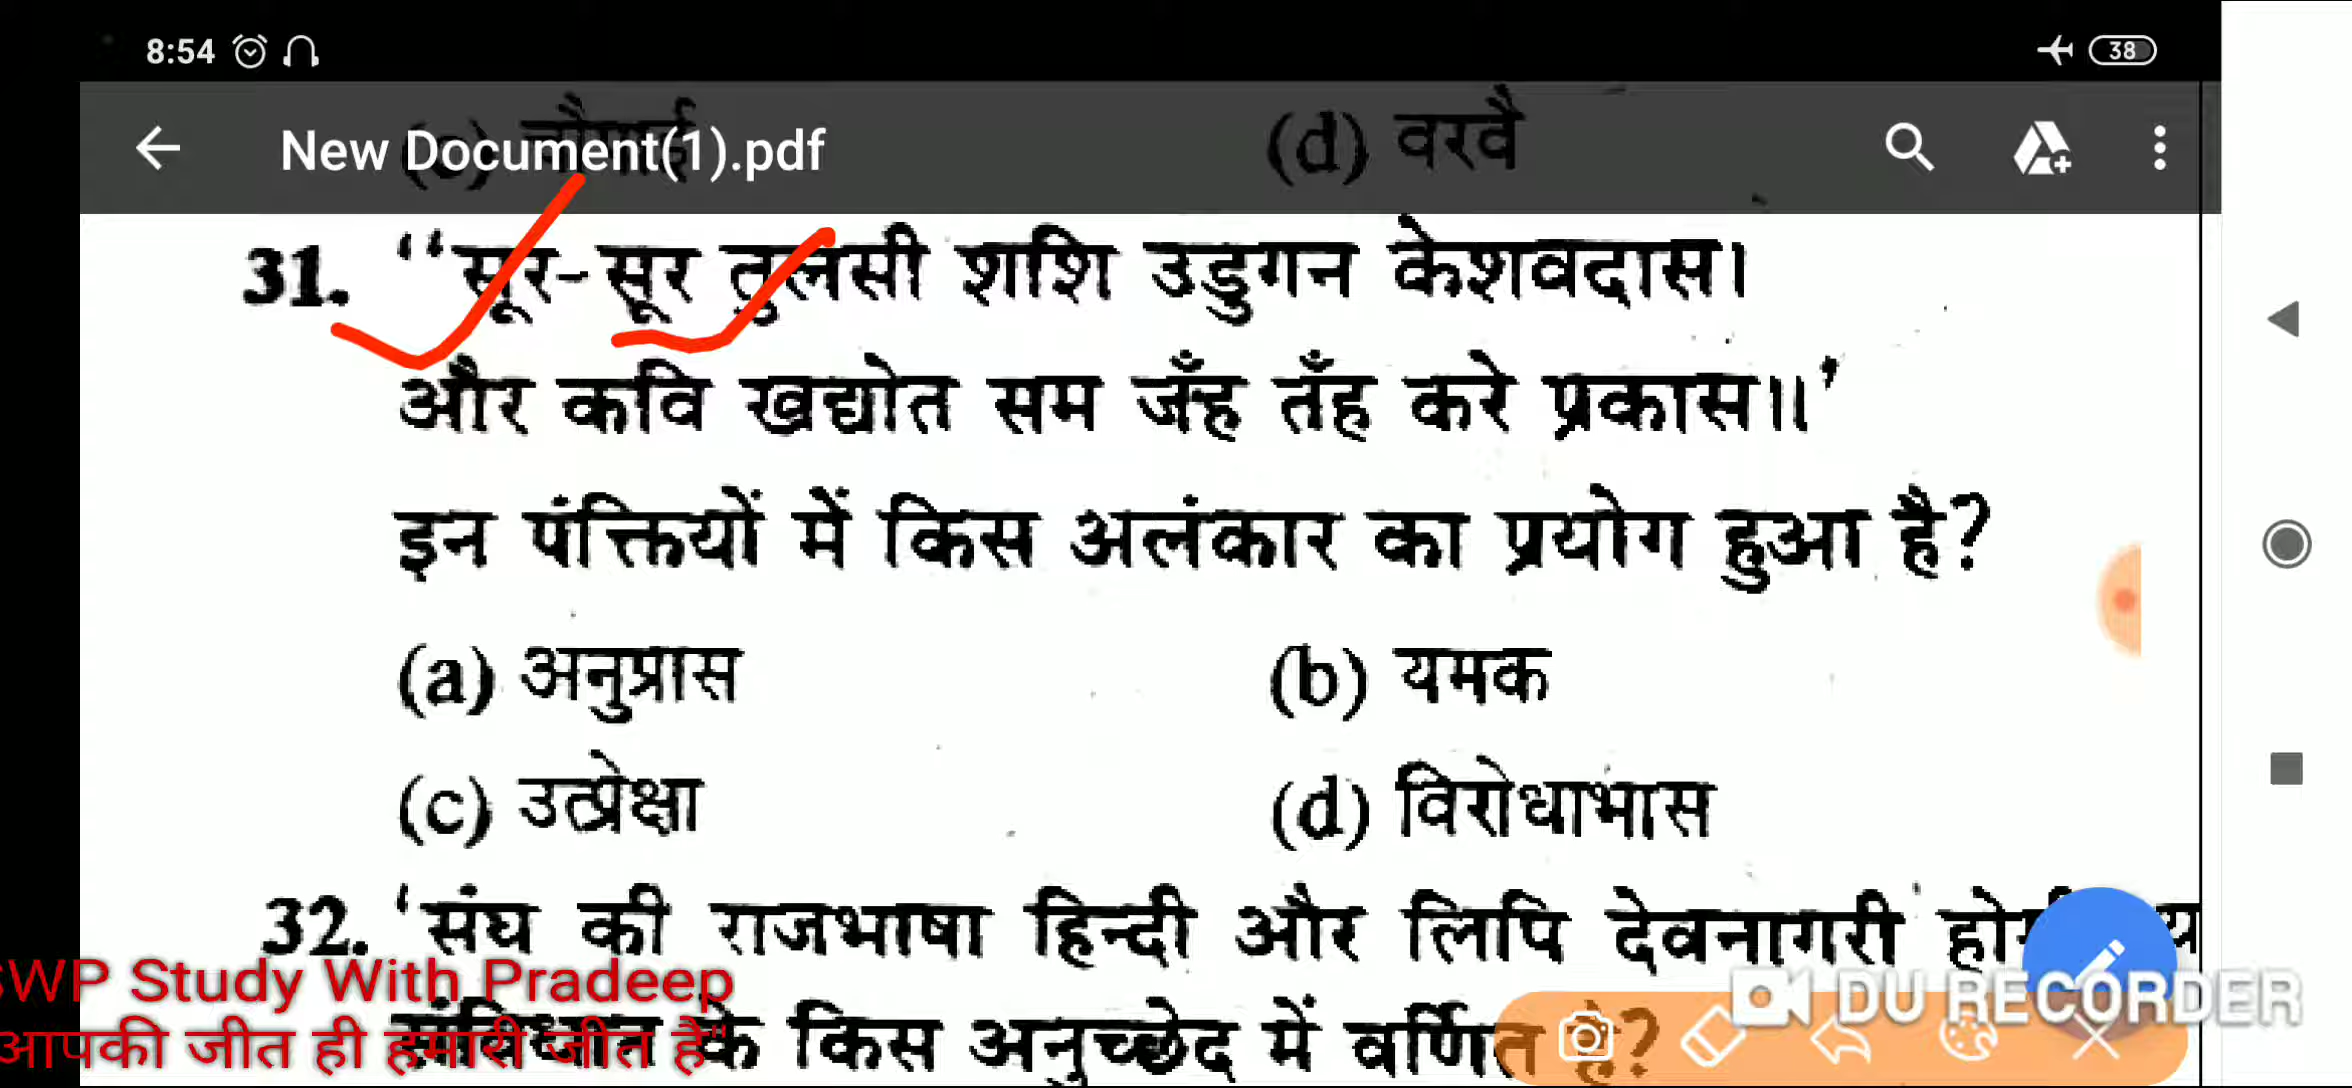 8:54 38
(c) चौपाई (d) वरवै
New Document(1).pdf
31. ‘‘सूर-सूर तुलसी शशि उडुगन केशवदास।
और कवि खद्योत सम जँह तँह करे प्रकास॥’
इन पंक्तियों में किस अलंकार का प्रयोग हुआ है?
(a) अनुप्रास (b) यमक
(c) उत्प्रेक्षा (d) विरोधाभास
32. ‘संघ की राजभाषा हिन्दी और लिपि देवनागरी
SWP Study With Pradeep
DU RECORDER
संविधान के किस अनुच्छेद में वर्णित है?
आपकी जीत ही हमारी जीत है"